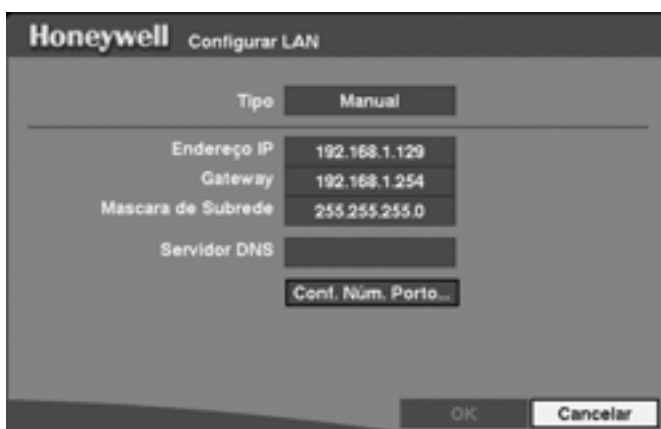 Honeywell Configurar LAN
Tipo Manual
Endereço IP 192.168.1.129
Gateway 192.168.1.254
Mascara de Subrede 255.255.255.0
Servidor DNS
Conf. Núm. Porto...
OK Cancelar